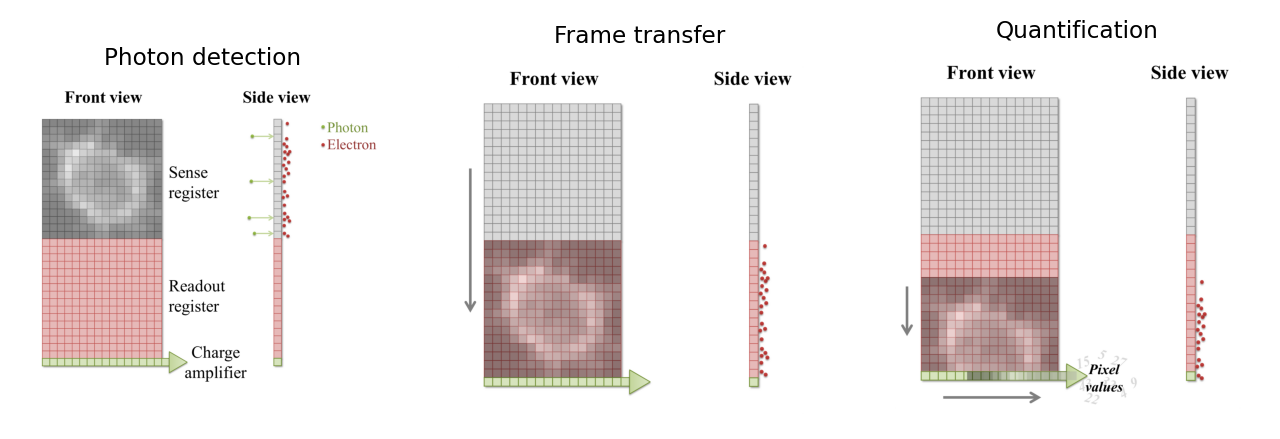 Photon detection
Front view
Side view
Photon
Electron
Sense
register
Readout
register
Charge
amplifier
Frame transfer
Front view
Side view
Quantification
Front view
Side view
15
5
27
Pixel
values
9
4
22